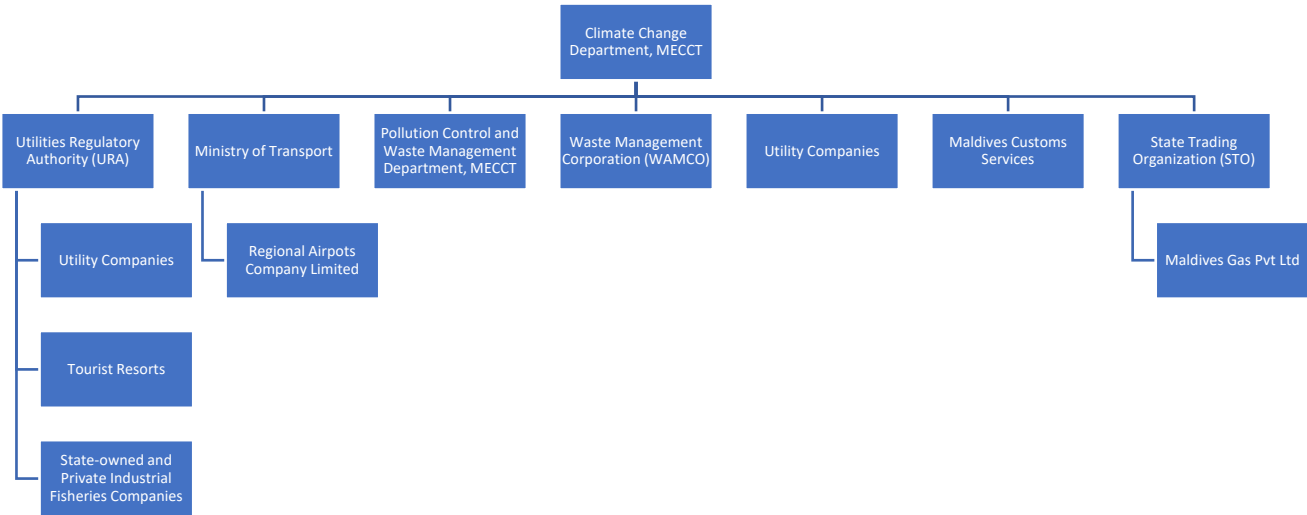 Climate Change
Department, MECCT
Utilities Regulatory
Authority (URA)
Ministry of Transport
Pollution Control and
Waste Management
Department, MECCT
Waste Management
Corporation (WAMCO)
Utility Companies
Maldives Customs
Services
State Trading
Organization (STO)
Utility Companies
Regional Airpots
Company Limited
Maldives Gas Pvt Ltd
Tourist Resorts
State-owned and
Private Industrial
Fisheries Companies